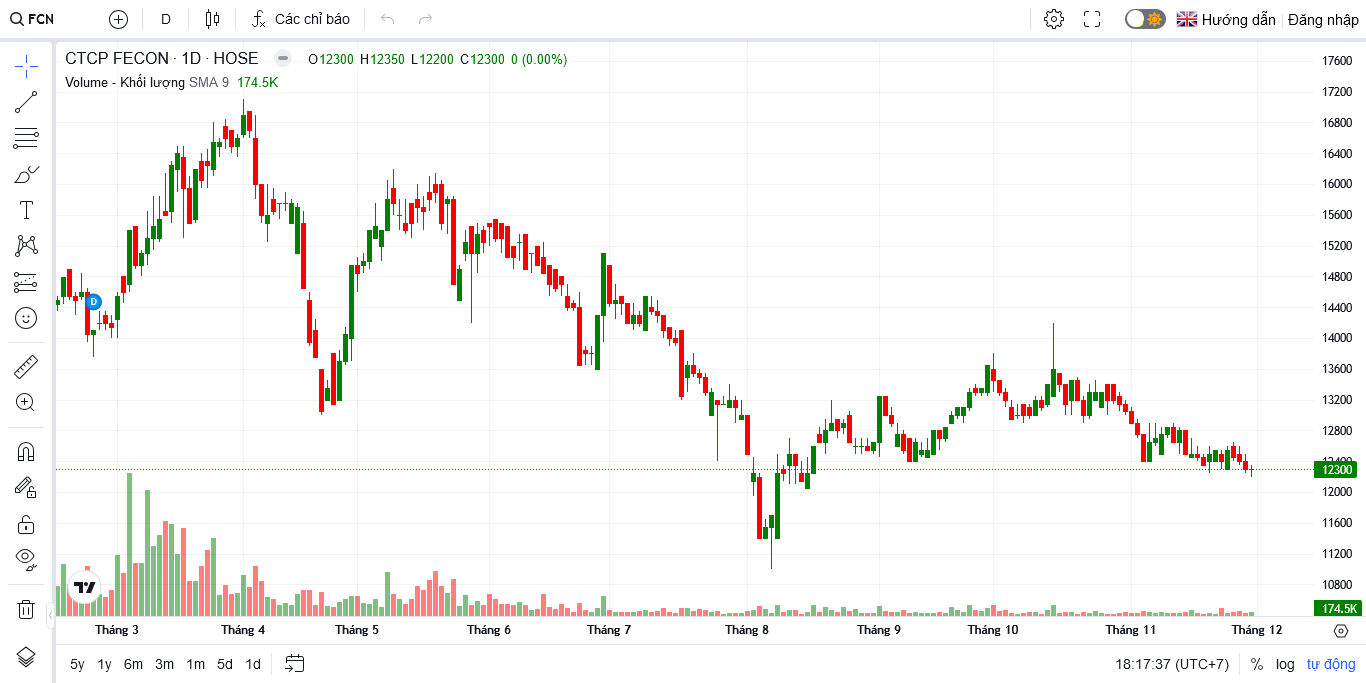 FCN D Các chỉ báo Hướng dẫn Đăng nhập
CTCP FECON · 1D · HOSE O12300 H12350 L12200 C12300 0 (0.00%)
Volume - Khối lượng SMA 9 174.5K
17600
17200
16800
16400
16000
15600
15200
14800
14400
14000
13600
13200
12800
12400
12300
12000
11600
11200
10800
174.5K
D
Tháng 3 Tháng 4 Tháng 5 Tháng 6 Tháng 7 Tháng 8 Tháng 9 Tháng 10 Tháng 11 Tháng 12
5y 1y 6m 3m 1m 5d 1d 18:17:37 (UTC+7) % log tự động